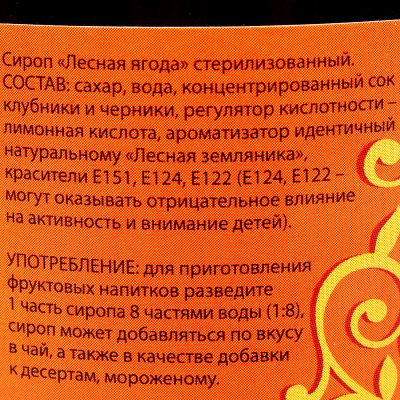 Сироп «Лесная ягода» стерилизованный.
СОСТАВ: сахар, вода, концентрированный сок
клубники и черники, регулятор кислотности –
лимонная кислота, ароматизатор идентичный
натуральному «Лесная земляника»,
красители Е151, Е124, Е122 (Е124, Е122 –
могут оказывать отрицательное влияние
на активность и внимание детей).
УПОТРЕБЛЕНИЕ: для приготовления
фруктовых напитков разведите
1 часть сиропа 8 частями воды (1:8),
сироп может добавляться по вкусу
в чай, а также в качестве добавки
к десертам, мороженому.